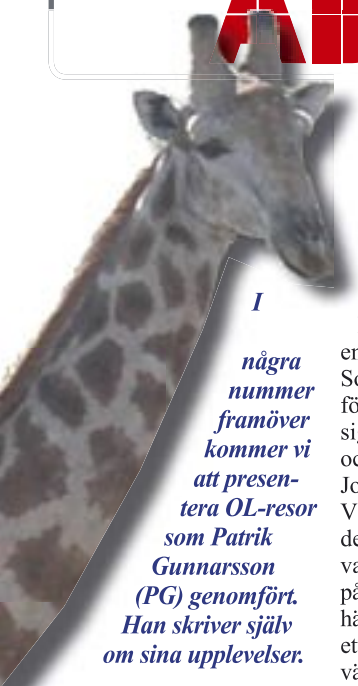 I
några
nummer
framöver
kommer vi
att presen-
tera OL-resor
som Patrik
Gunnarsson
(PG) genomfört.
Han skriver själv
om sina upplevelser.